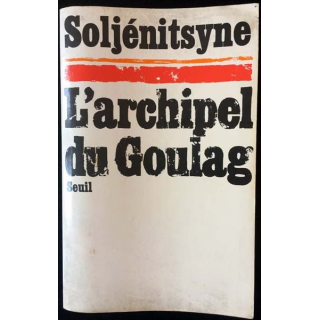 Soljénitsyne
L'archipel
du Goulag
Seuil